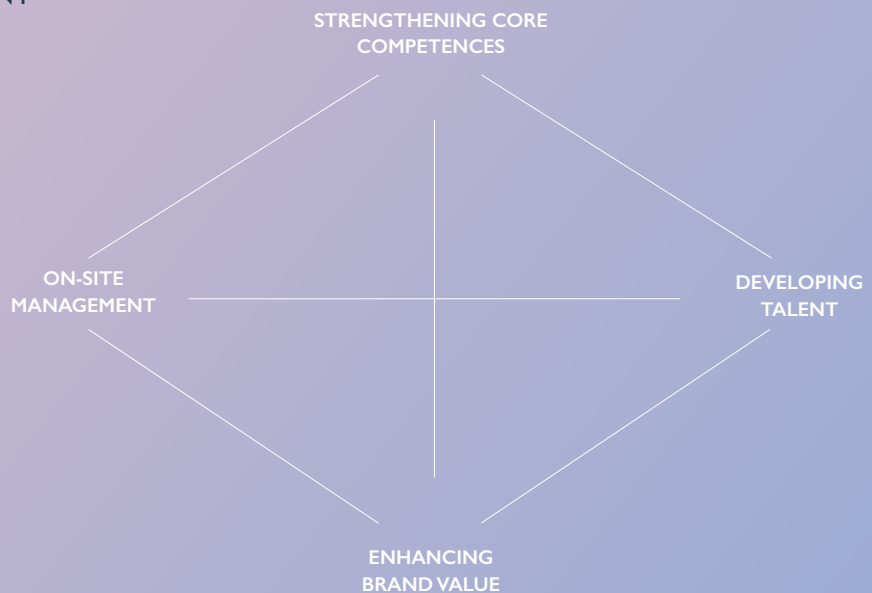 STRENGTHENING CORE
COMPETENCES
ON-SITE
MANAGEMENT
DEVELOPING
TALENT
ENHANCING
BRAND VALUE